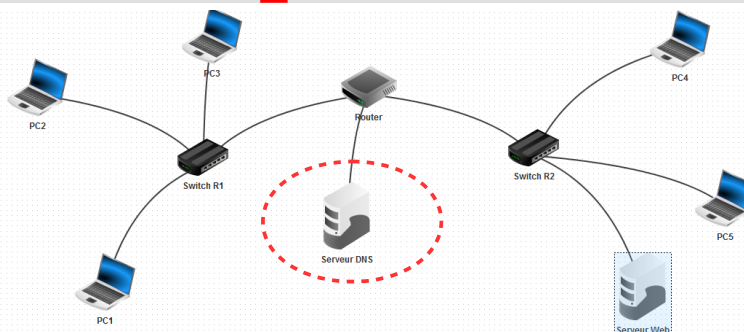 PC3
PC4
PC2
Router
Switch R1
Switch R2
PC5
Serveur DNS
PC1
Serveur Web